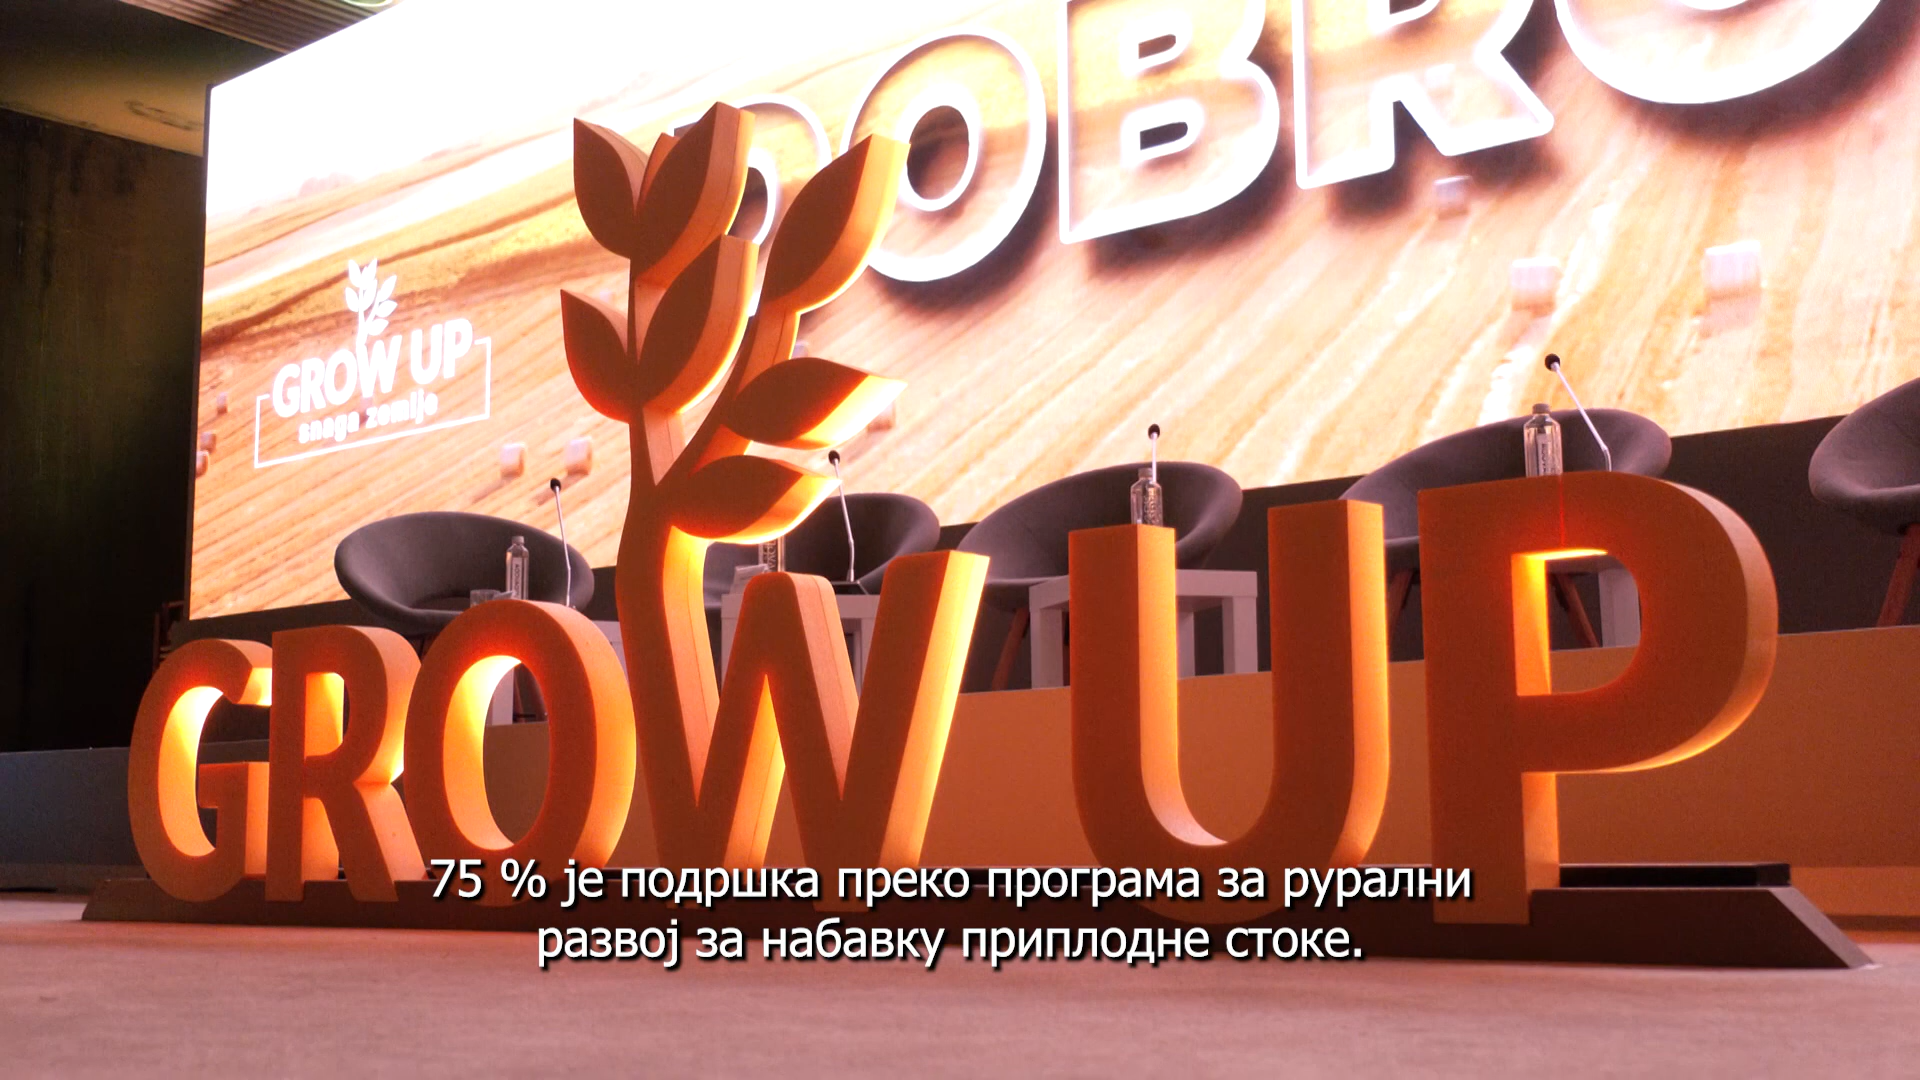 DOBRO
GROW UP
snaga zemlje
GROW UP
75 % је подршка преко програма за рурални
развој за набавку приплодне стоке.